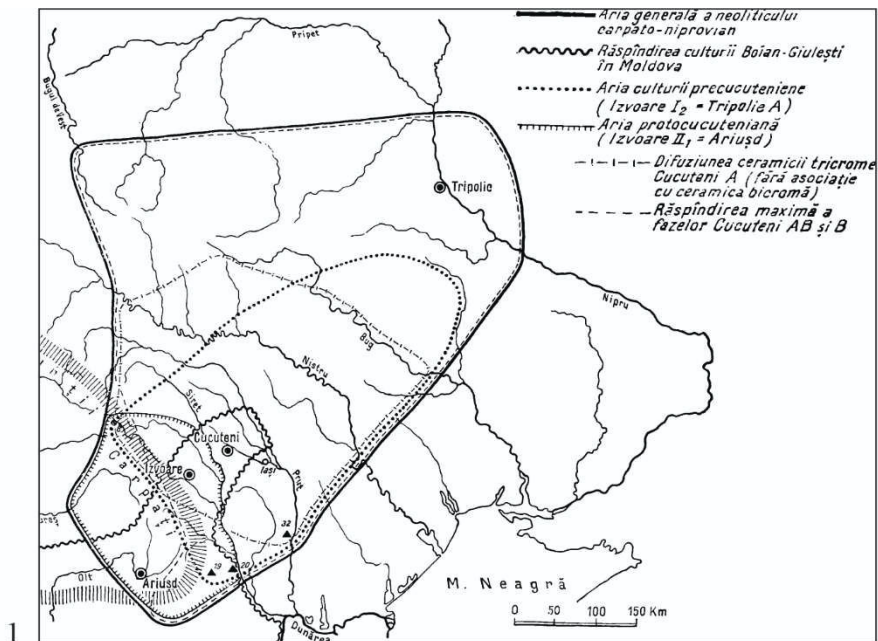 Aria generală a neoliticului
carpato-niprovian
Răspîndirea culturii Boian-Giulești
în Moldova
Aria culturii precucuteniene
(Izvoare I₂ = Tripolie A)
Aria protocucuteniană
(Izvoare II₁ = Ariușd)
Difuziunea ceramicii tricrome
Cucuteni A (fără asociație
cu ceramica bicromă)
Răspîndirea maximă a
fazelor Cucuteni AB și B
Pripet
Bugul de Vest
Tripolie
Nipru
Bug
Nistru
Siret
Cucuteni
Iași
Izvoare
Prut
Carpați
32
19
20
Olt
Ariușd
M. Neagră
Dunărea
0 50 100 150 Km
1